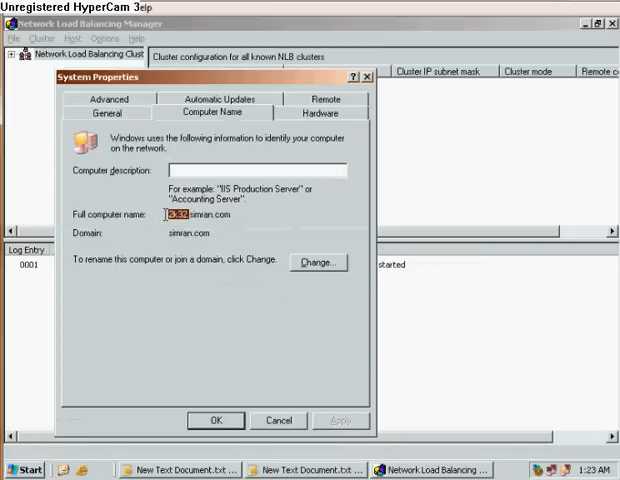 Unregistered HyperCam 3elp
Network Load Balancing Manager
File Cluster Host Options Help
Network Load Balancing Clust
Cluster configuration for all known NLB clusters
Cluster IP subnet mask
Cluster mode
Remote co
System Properties
Advanced
Automatic Updates
Remote
General
Computer Name
Hardware
Windows uses the following information to identify your computer
on the network.
Computer description:
For example: "IIS Production Server" or
"Accounting Server".
Full computer name:
2k32.simran.com
Domain:
simran.com
To rename this computer or join a domain, click Change.
Change...
Log Entry
0001
started
OK
Cancel
Apply
Start
New Text Document.txt ...
New Text Document.txt ...
Network Load Balancing ...
1:23 AM